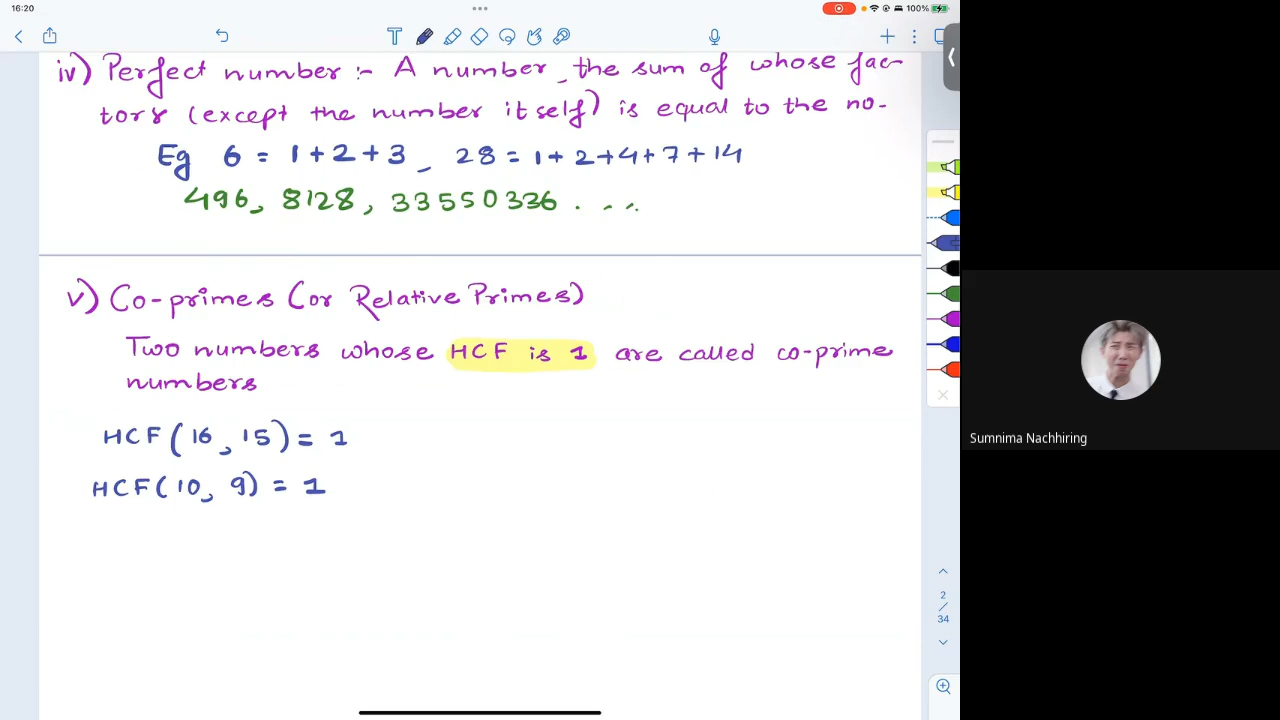 16:20
100%
iv) Perfect number :- A number, the sum of whose fac-
tors (except the number itself) is equal to the no.
Eg 6 = 1+2+3, 28 = 1+2+4+7+14
496, 8128, 33550336 . . . .
v) Co-primes (or Relative Primes)
Two numbers whose HCF is 1 are called co-prime
numbers
HCF(16, 15) = 1
HCF(10, 9) = 1
Sumnima Nachhiring
2
/
34